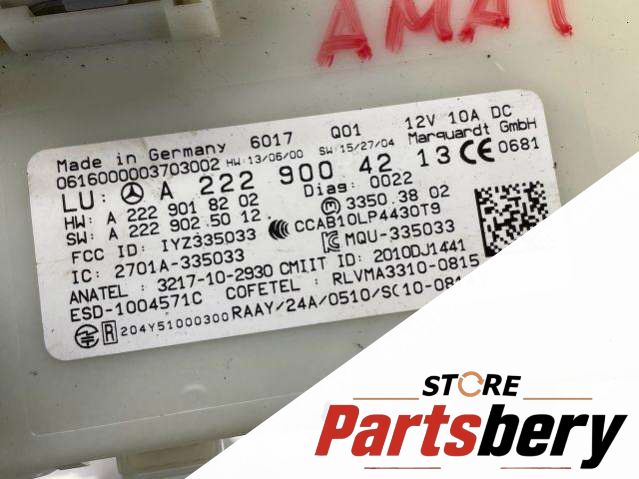 AMAT
Made in Germany 6017 Q01 12V 10A DC
0616000003703002 HW:13/06/00 SW:15/27/04 Marquardt GmbH
LU: A 222 900 42 13 CE 0681
HW: A 222 901 82 02 Diag: 0022
SW: A 222 902 50 12 3350.38 02
FCC ID: IYZ335033 CCAB10LP4430T9
IC: 2701A-335033 MQU-335033
ANATEL: 3217-10-2930 CMIIT ID: 2010DJ1441
ESD-1004571C COFETEL: RLVMA3310-0815
R 204Y51000300 RAAY/24A/0510/S(10-081
STORE
Partsbery